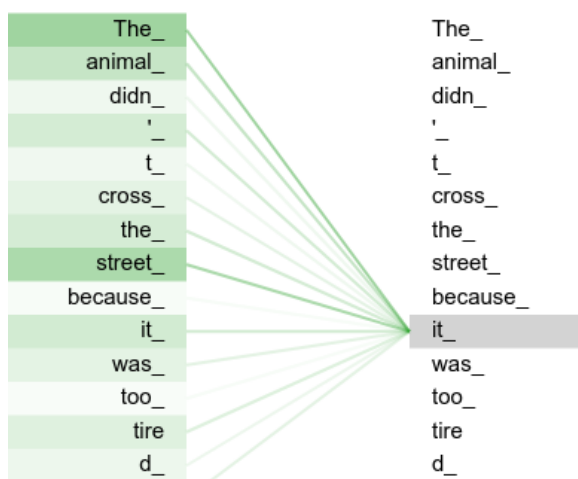 The_ The_
animal_ animal_
didn_ didn_
'_ '_
t_ t_
cross_ cross_
the_ the_
street_ street_
because_ because_
it_ it_
was_ was_
too_ too_
tire tire
d_ d_